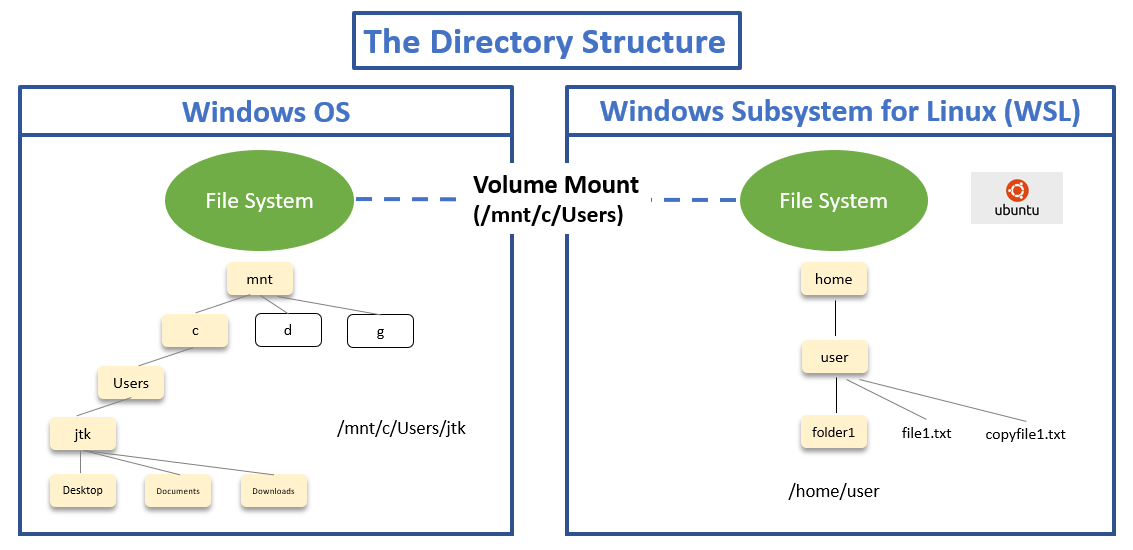 The Directory Structure
Windows OS
Windows Subsystem for Linux (WSL)
File System
Volume Mount
(/mnt/c/Users)
File System
ubuntu
mnt
c
d
g
Users
jtk
/mnt/c/Users/jtk
Desktop
Documents
Downloads
home
user
folder1
file1.txt
copyfile1.txt
/home/user